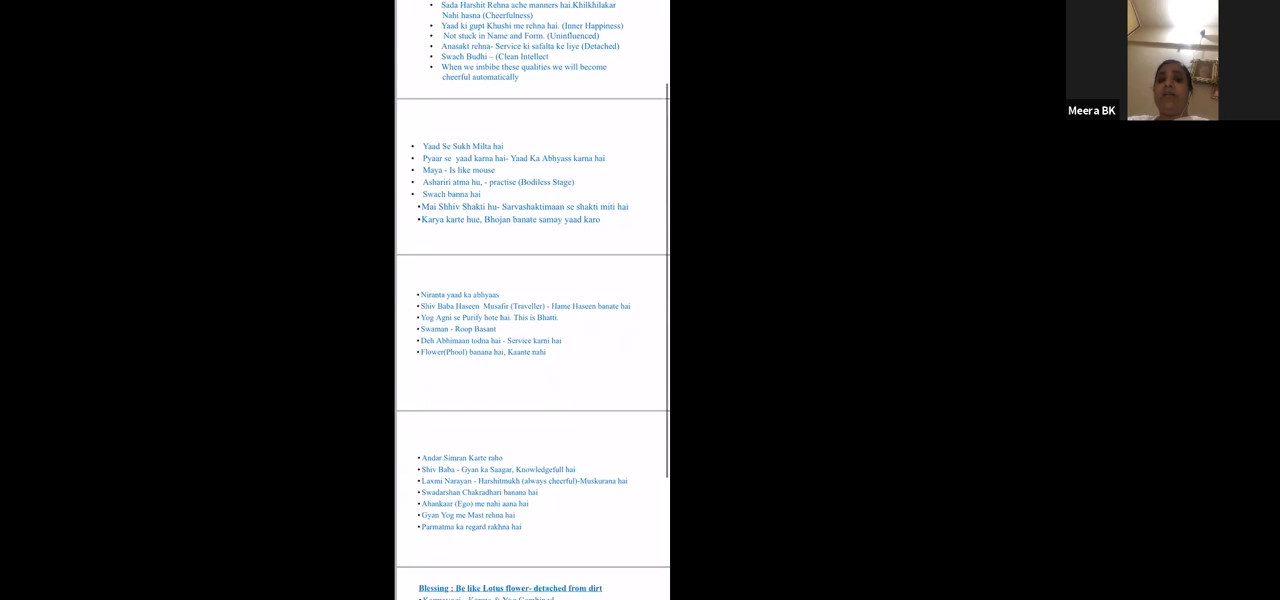 • Sada Harshit Rehna ache manners hai.Khilkhilakar
Nahi hasna (Cheerfulness)
• Yaad ki gupt Khushi me rehna hai. (Inner Happiness)
• Not stuck in Name and Form. (Uninfluenced)
• Anasakt rehna- Service ki safalta ke liye (Detached)
• Swach Budhi – (Clean Intellect
• When we imbibe these qualities we will become
cheerful automatically
• Yaad Se Sukh Milta hai
• Pyaar se yaad karna hai- Yaad Ka Abhyass karna hai
• Maya - Is like mouse
• Ashariri atma hu, - practise (Bodiless Stage)
• Swach banna hai
•Mai Shhiv Shakti hu- Sarvashaktimaan se shakti miti hai
•Karya karte hue, Bhojan banate samay yaad karo
•Niranta yaad ka abhyaas
•Shiv Baba Haseen Musafir (Traveller) - Hame Haseen banate hai
•Yog Agni se Purify hote hai. This is Bhatti.
•Swaman - Roop Basant
•Deh Abhimaan todna hai - Service karni hai
•Flower(Phool) banana hai, Kaante nahi
•Andar Simran Karte raho
•Shiv Baba - Gyan ka Saagar, Knowledgefull hai
•Laxmi Narayan - Harshitmukh (always cheerful)-Muskurana hai
•Swadarshan Chakradhari banana hai
•Ahankaar (Ego) me nahi aana hai
•Gyan Yog me Mast rehna hai
•Parmatma ka regard rakhna hai
Blessing : Be like Lotus flower- detached from dirt
Meera BK